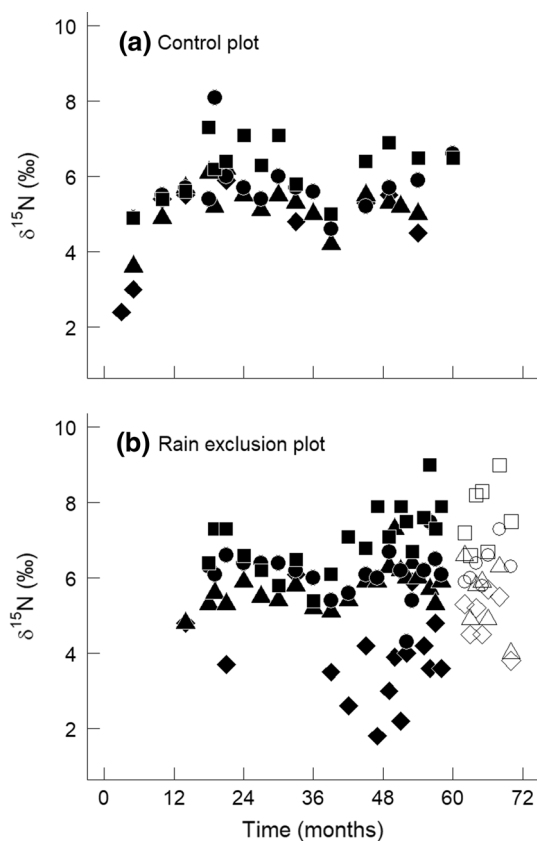 10
(a) Control plot
8
6
4
2
δ¹⁵N (‰)
10
(b) Rain exclusion plot
8
6
4
2
δ¹⁵N (‰)
0 12 24 36 48 60 72
Time (months)